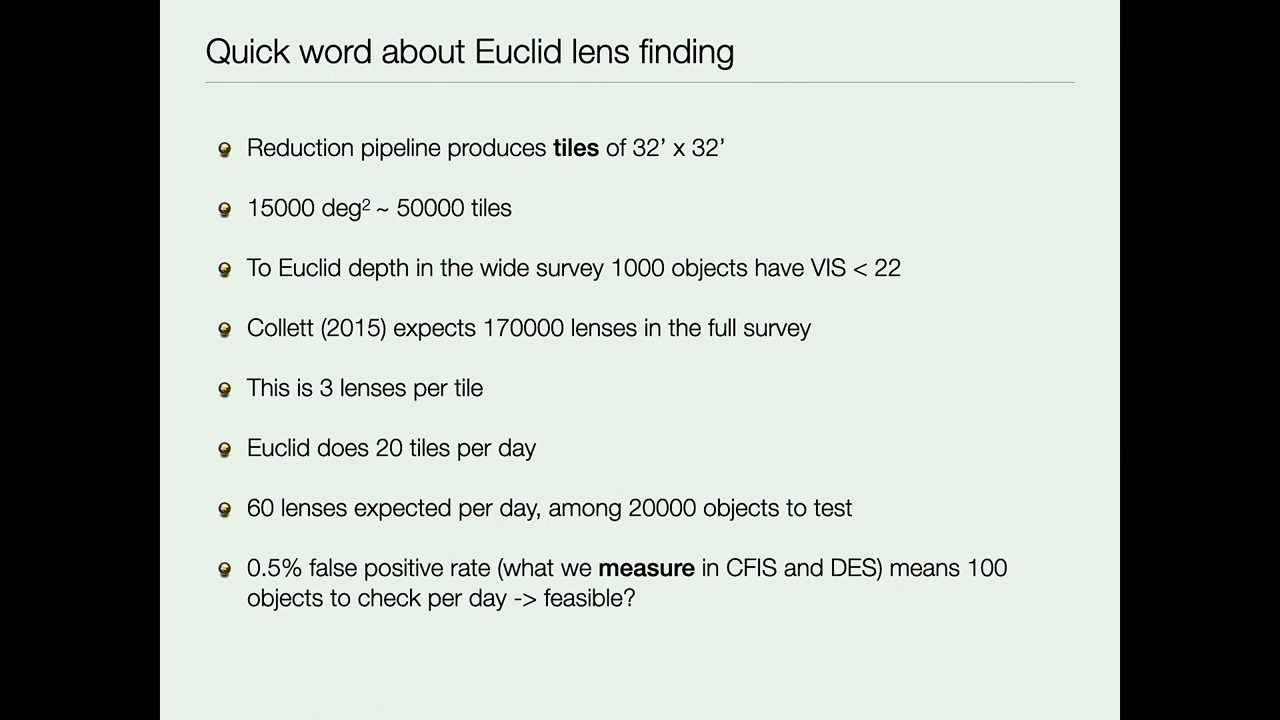 Quick word about Euclid lens finding
Reduction pipeline produces tiles of 32’ x 32’
15000 deg² ~ 50000 tiles
To Euclid depth in the wide survey 1000 objects have VIS < 22
Collett (2015) expects 170000 lenses in the full survey
This is 3 lenses per tile
Euclid does 20 tiles per day
60 lenses expected per day, among 20000 objects to test
0.5% false positive rate (what we measure in CFIS and DES) means 100
objects to check per day -> feasible?